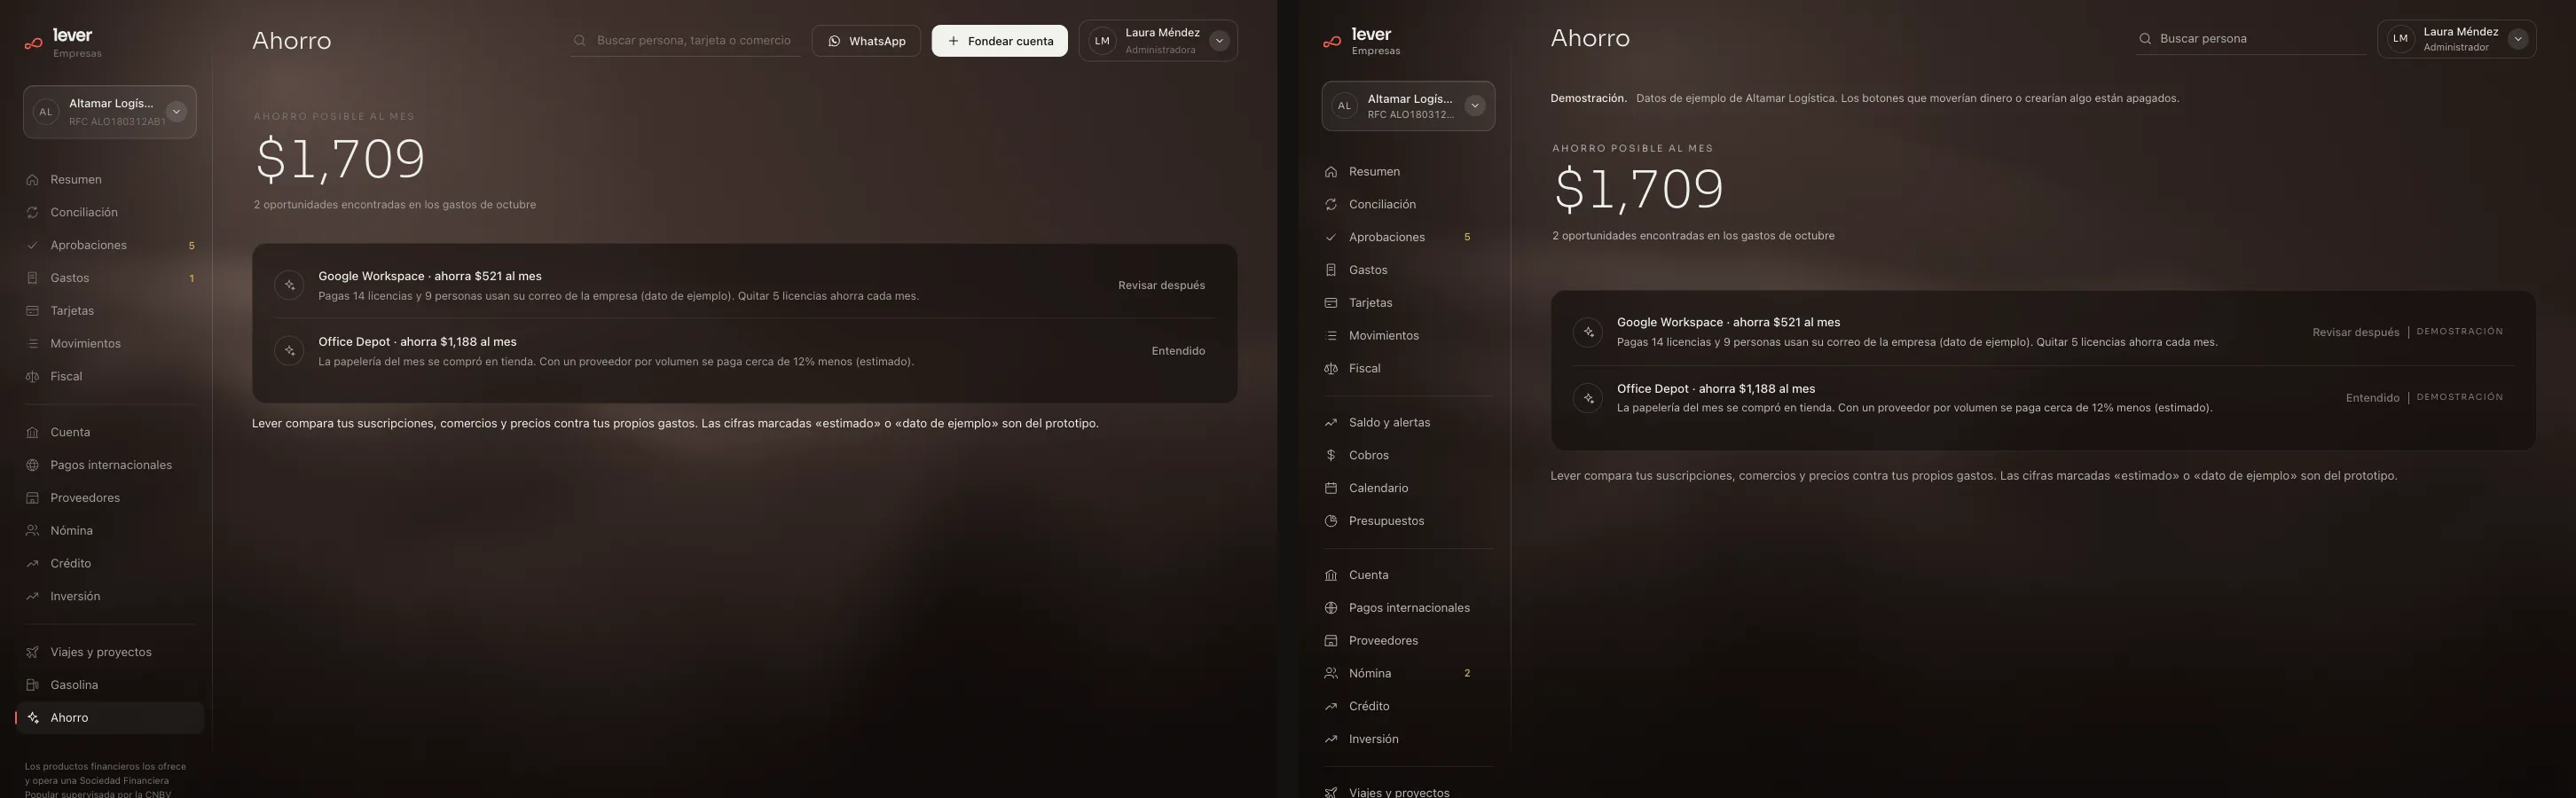 lever
Empresas
AL
Altamar Logís...
RFC ALO180312AB1
Resumen
Conciliación
Aprobaciones 5
Gastos 1
Tarjetas
Movimientos
Fiscal
Cuenta
Pagos internacionales
Proveedores
Nómina
Crédito
Inversión
Viajes y proyectos
Gasolina
Ahorro
Los productos financieros los ofrece
y opera una Sociedad Financiera
Popular supervisada por la CNBV
Ahorro
Buscar persona, tarjeta o comercio
WhatsApp
Fondear cuenta
LM
Laura Méndez
Administradora
AHORRO POSIBLE AL MES
$1,709
2 oportunidades encontradas en los gastos de octubre
Google Workspace · ahorra $521 al mes
Pagas 14 licencias y 9 personas usan su correo de la empresa (dato de ejemplo). Quitar 5 licencias ahorra cada mes.
Revisar después
Office Depot · ahorra $1,188 al mes
La papelería del mes se compró en tienda. Con un proveedor por volumen se paga cerca de 12% menos (estimado).
Entendido
Lever compara tus suscripciones, comercios y precios contra tus propios gastos. Las cifras marcadas «estimado» o «dato de ejemplo» son del prototipo.
lever
Empresas
AL
Altamar Logís...
RFC ALO180312...
Resumen
Conciliación
Aprobaciones 5
Gastos
Tarjetas
Movimientos
Fiscal
Saldo y alertas
Cobros
Calendario
Presupuestos
Cuenta
Pagos internacionales
Proveedores
Nómina 2
Crédito
Inversión
Viajes y proyectos
Ahorro
Buscar persona
LM
Laura Méndez
Administrador
Demostración. Datos de ejemplo de Altamar Logística. Los botones que moverían dinero o crearían algo están apagados.
AHORRO POSIBLE AL MES
$1,709
2 oportunidades encontradas en los gastos de octubre
Google Workspace · ahorra $521 al mes
Pagas 14 licencias y 9 personas usan su correo de la empresa (dato de ejemplo). Quitar 5 licencias ahorra cada mes.
Revisar después | DEMOSTRACIÓN
Office Depot · ahorra $1,188 al mes
La papelería del mes se compró en tienda. Con un proveedor por volumen se paga cerca de 12% menos (estimado).
Entendido | DEMOSTRACIÓN
Lever compara tus suscripciones, comercios y precios contra tus propios gastos. Las cifras marcadas «estimado» o «dato de ejemplo» son del prototipo.